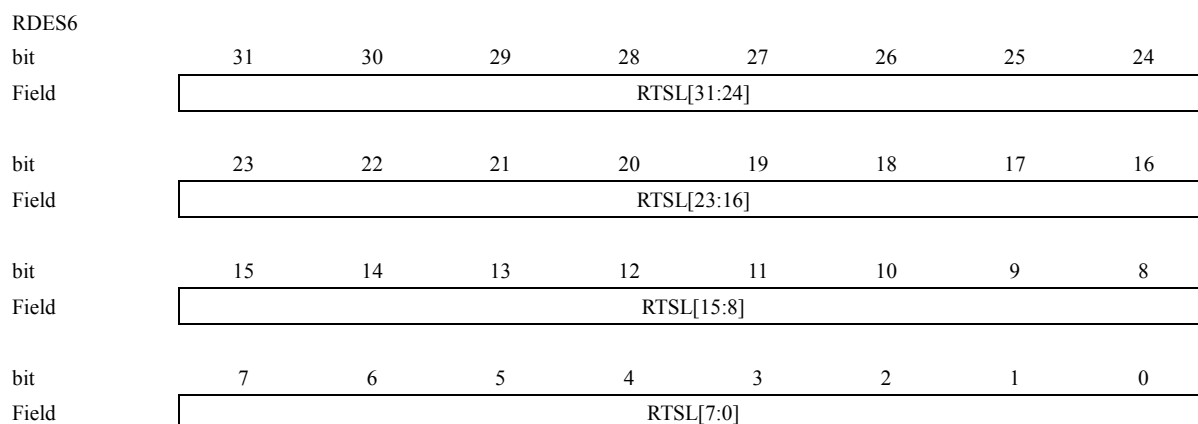 RDES6
bit 31 30 29 28 27 26 25 24
Field RTSL[31:24]
bit 23 22 21 20 19 18 17 16
Field RTSL[23:16]
bit 15 14 13 12 11 10 9 8
Field RTSL[15:8]
bit 7 6 5 4 3 2 1 0
Field RTSL[7:0]